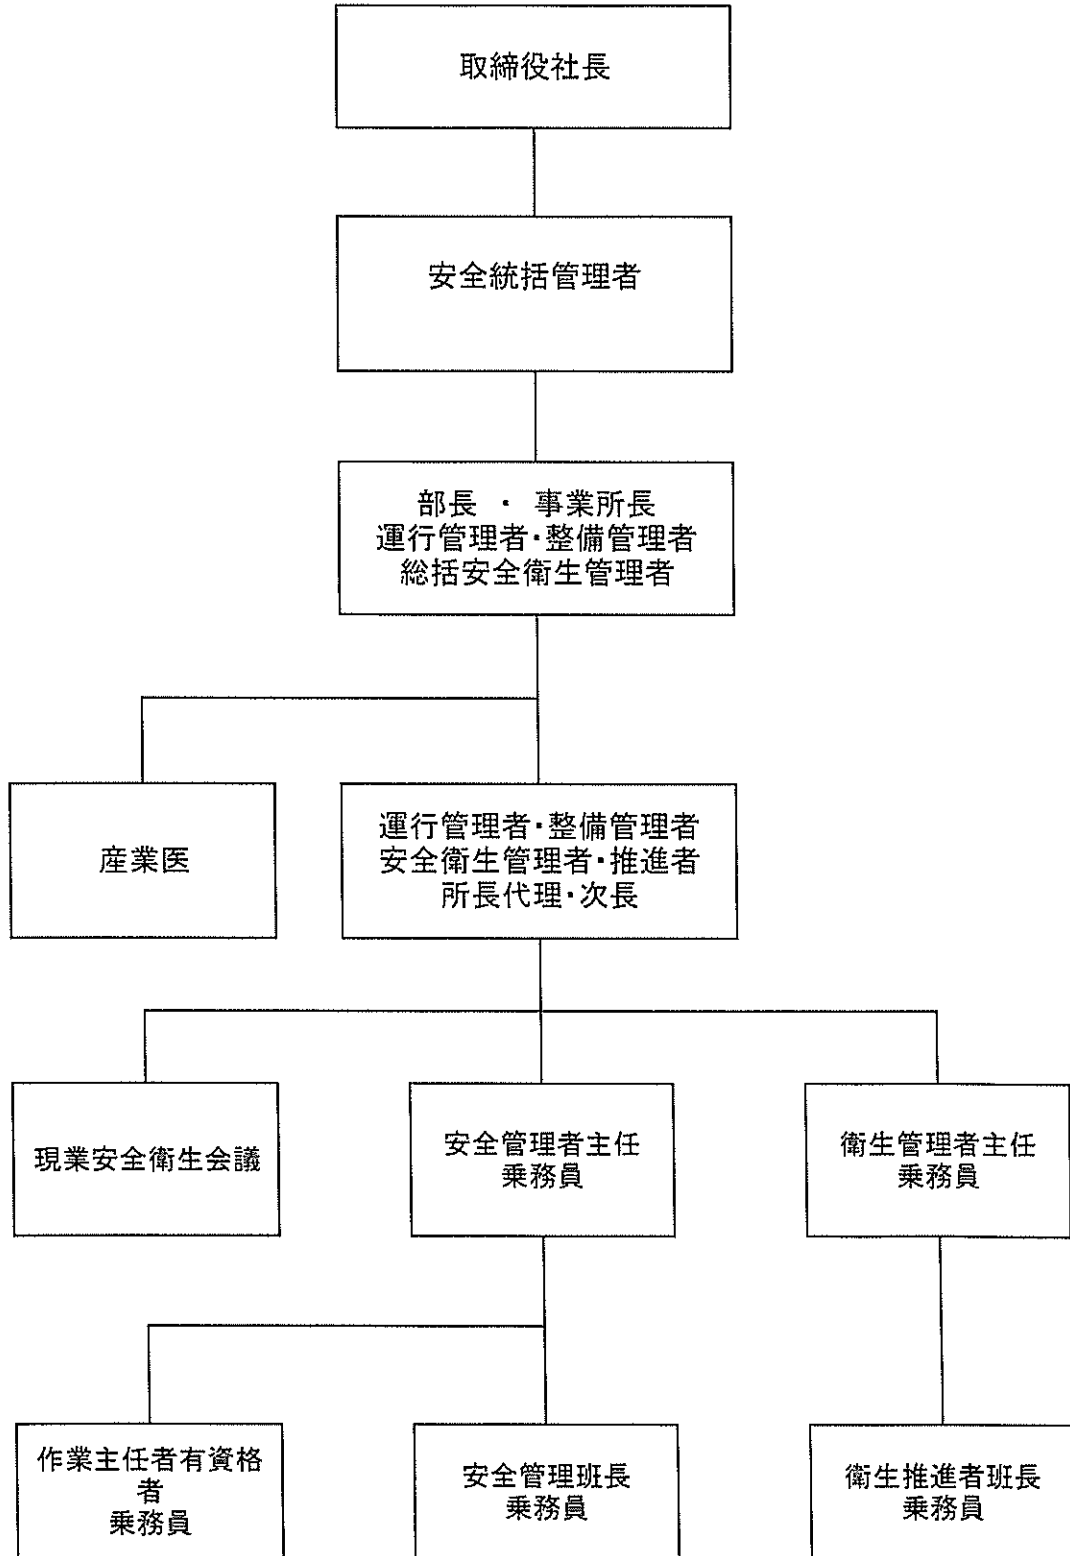 取締役社長
安全統括管理者
部長 ・ 事業所長
運行管理者・整備管理者
総括安全衛生管理者
産業医
運行管理者・整備管理者
安全衛生管理者・推進者
所長代理・次長
現業安全衛生会議
安全管理者主任
乗務員
衛生管理者主任
乗務員
作業主任者有資格
者
乗務員
安全管理班長
乗務員
衛生推進者班長
乗務員